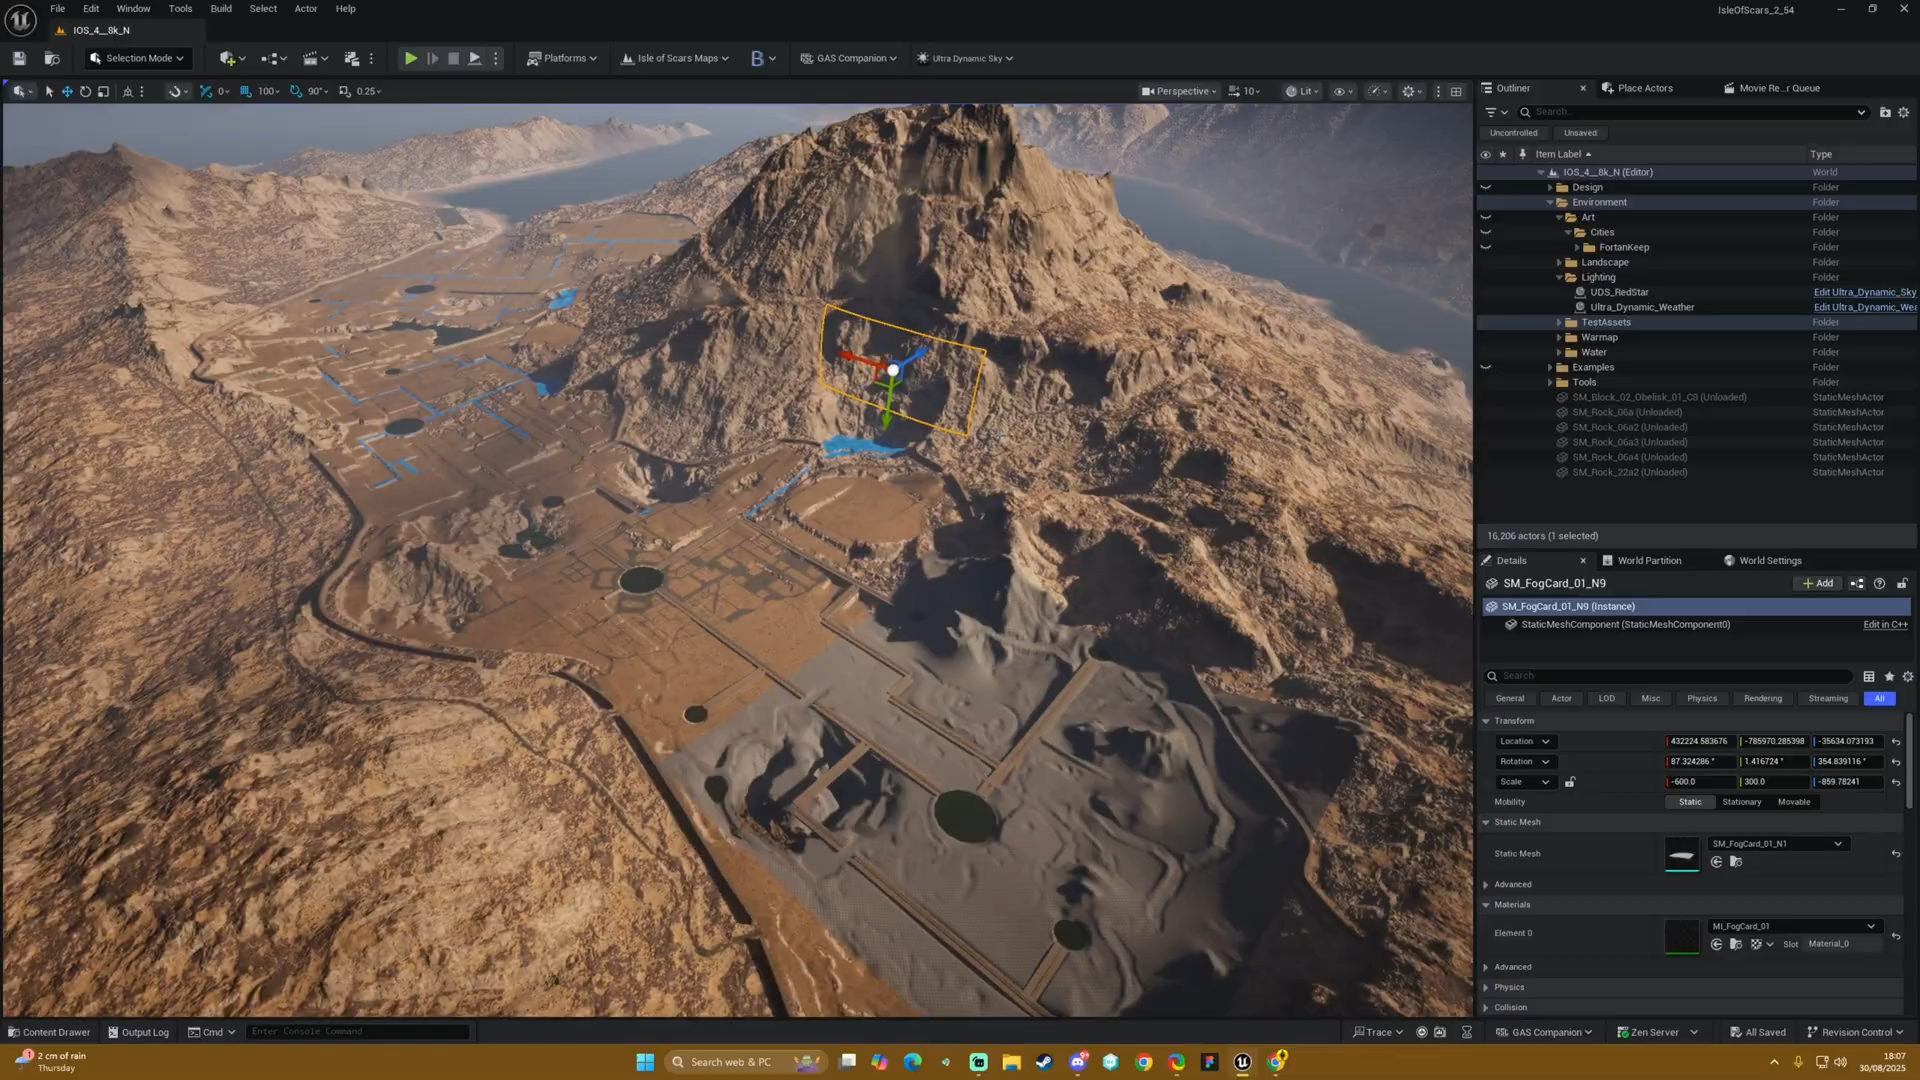 File Edit Window Tools Build Select Actor Help
IsleOfScars_2_54
IOS_4__8k_N
Selection Mode
Platforms
Isle of Scars Maps
B
GAS Companion
Ultra Dynamic Sky
0
100
90°
0.25
Perspective
10
Lit
Outliner
Place Actors
Movie Re...r Queue
Search...
Uncontrolled
Unsaved
Item Label
Type
IOS_4__8k_N (Editor) World
Design Folder
Environment Folder
Art Folder
Cities Folder
FortanKeep Folder
Landscape Folder
Lighting Folder
UDS_RedStar Edit Ultra_Dynamic_Sky
Ultra_Dynamic_Weather Edit Ultra_Dynamic_Wea
TestAssets Folder
Warmap Folder
Water Folder
Examples Folder
Tools Folder
SM_Block_02_Obelisk_01_C8 (Unloaded) StaticMeshActor
SM_Rock_06a (Unloaded) StaticMeshActor
SM_Rock_06a2 (Unloaded) StaticMeshActor
SM_Rock_06a3 (Unloaded) StaticMeshActor
SM_Rock_06a4 (Unloaded) StaticMeshActor
SM_Rock_22a2 (Unloaded) StaticMeshActor
16,206 actors (1 selected)
Details
World Partition
World Settings
SM_FogCard_01_N9
Add
SM_FogCard_01_N9 (Instance)
StaticMeshComponent (StaticMeshComponent0) Edit in C++
Search
General Actor LOD Misc Physics Rendering Streaming All
Transform
Location 432224.583676 -785970.285398 -35634.073193
Rotation 87.324286 ° 1.416724 ° 354.839116 °
Scale -600.0 300.0 -859.78241
Mobility Static Stationary Movable
Static Mesh
Static Mesh SM_FogCard_01_N1
Advanced
Materials
Element 0 MI_FogCard_01
Slot Material_0
Advanced
Physics
Collision
Content Drawer
Output Log
Cmd
Enter Console Command
Trace
GAS Companion
Zen Server
All Saved
Revision Control
1
2 cm of rain
Thursday
Search web & PC
18:07
30/08/2025